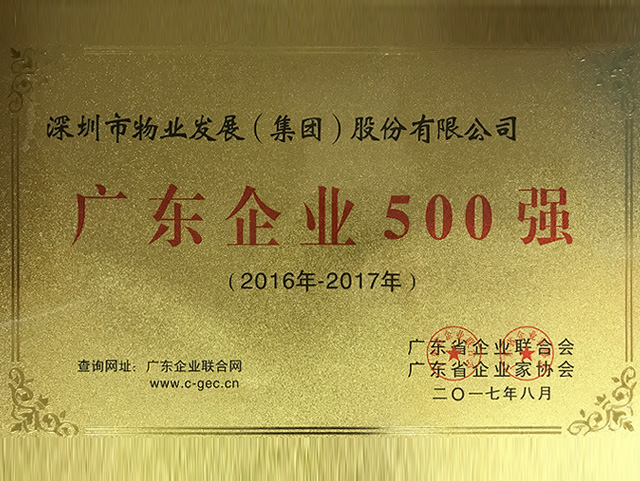 深圳市物业发展（集团）股份有限公司
广东企业500强
（2016年-2017年）
查询网址：广东企业联合网
www.c-gec.cn
广东省企业联合会
广东省企业家协会
二〇一七年八月